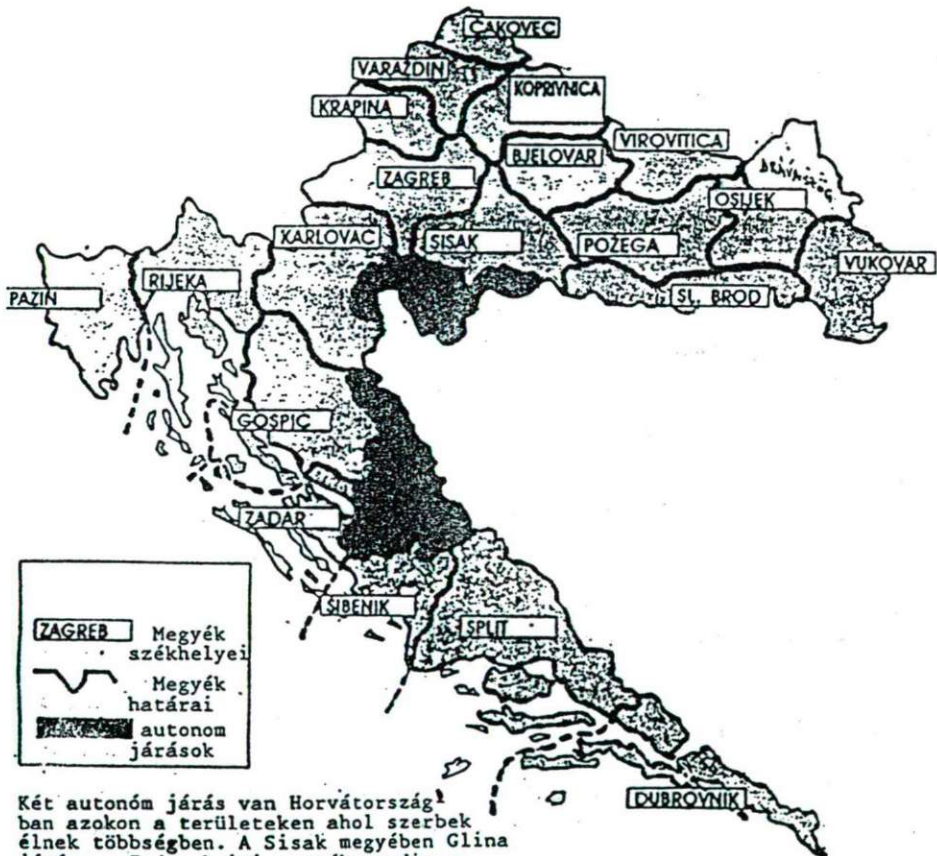 ČAKOVEC
VARAŽDIN
KOPRIVNICA
KRAPINA
VIROVITICA
BJELOVAR
ZAGREB
OSIJEK
KARLOVAC
SISAK
POŽEGA
VUKOVAR
RIJEKA
PAZIN
SL. BROD
GOSPIĆ
ZADAR
ŠIBENIK
SPLIT
DUBROVNIK
ZAGREB Megyék
székhelyei
Megyék
határai
autonom
járások
Két autonóm járás van Horvátország
ban azokon a területeken ahol szerbek
élnek többségben. A Sisak megyében Glina